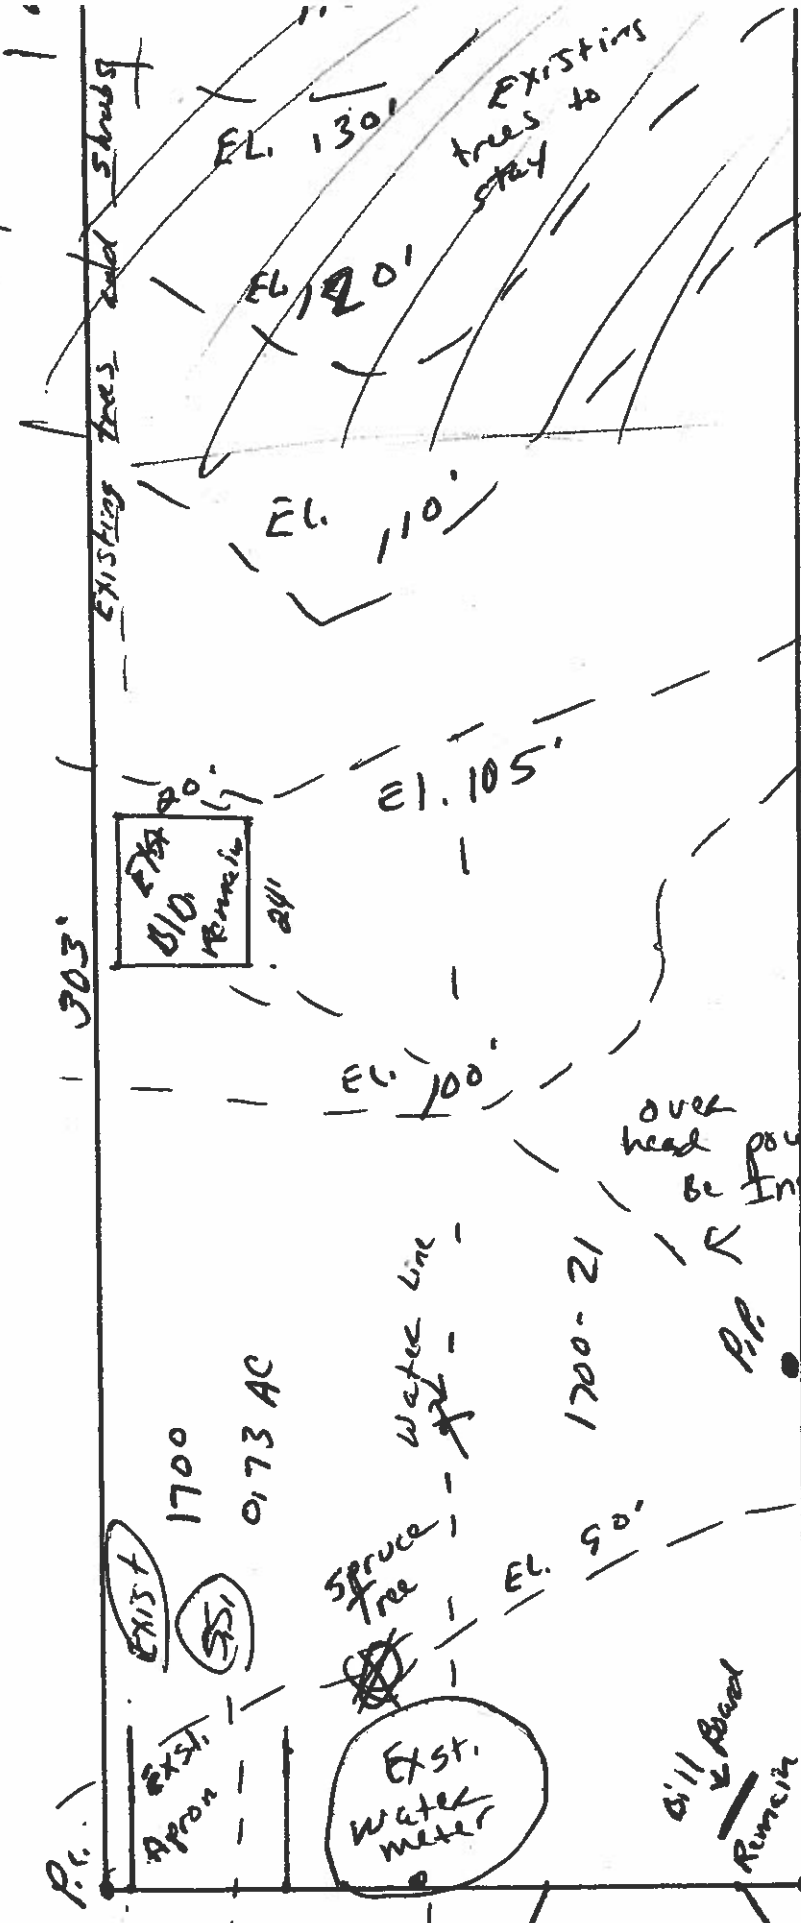 Existing
trees to
stay
EL. 130'
EL. 120'
Existing trees and shrubs
EL. 110'
El. 105'
20'
Exst
BLD.
Remain
24'
303'
EL. 100'
over
head
Be
P.P.
Water Line
1700-21
1700
0.73 AC
Exist
S.S.
Spruce
tree
EL. 90'
Exst.
Apron
Exst.
water
meter
Bill Board
Remain
P.C.